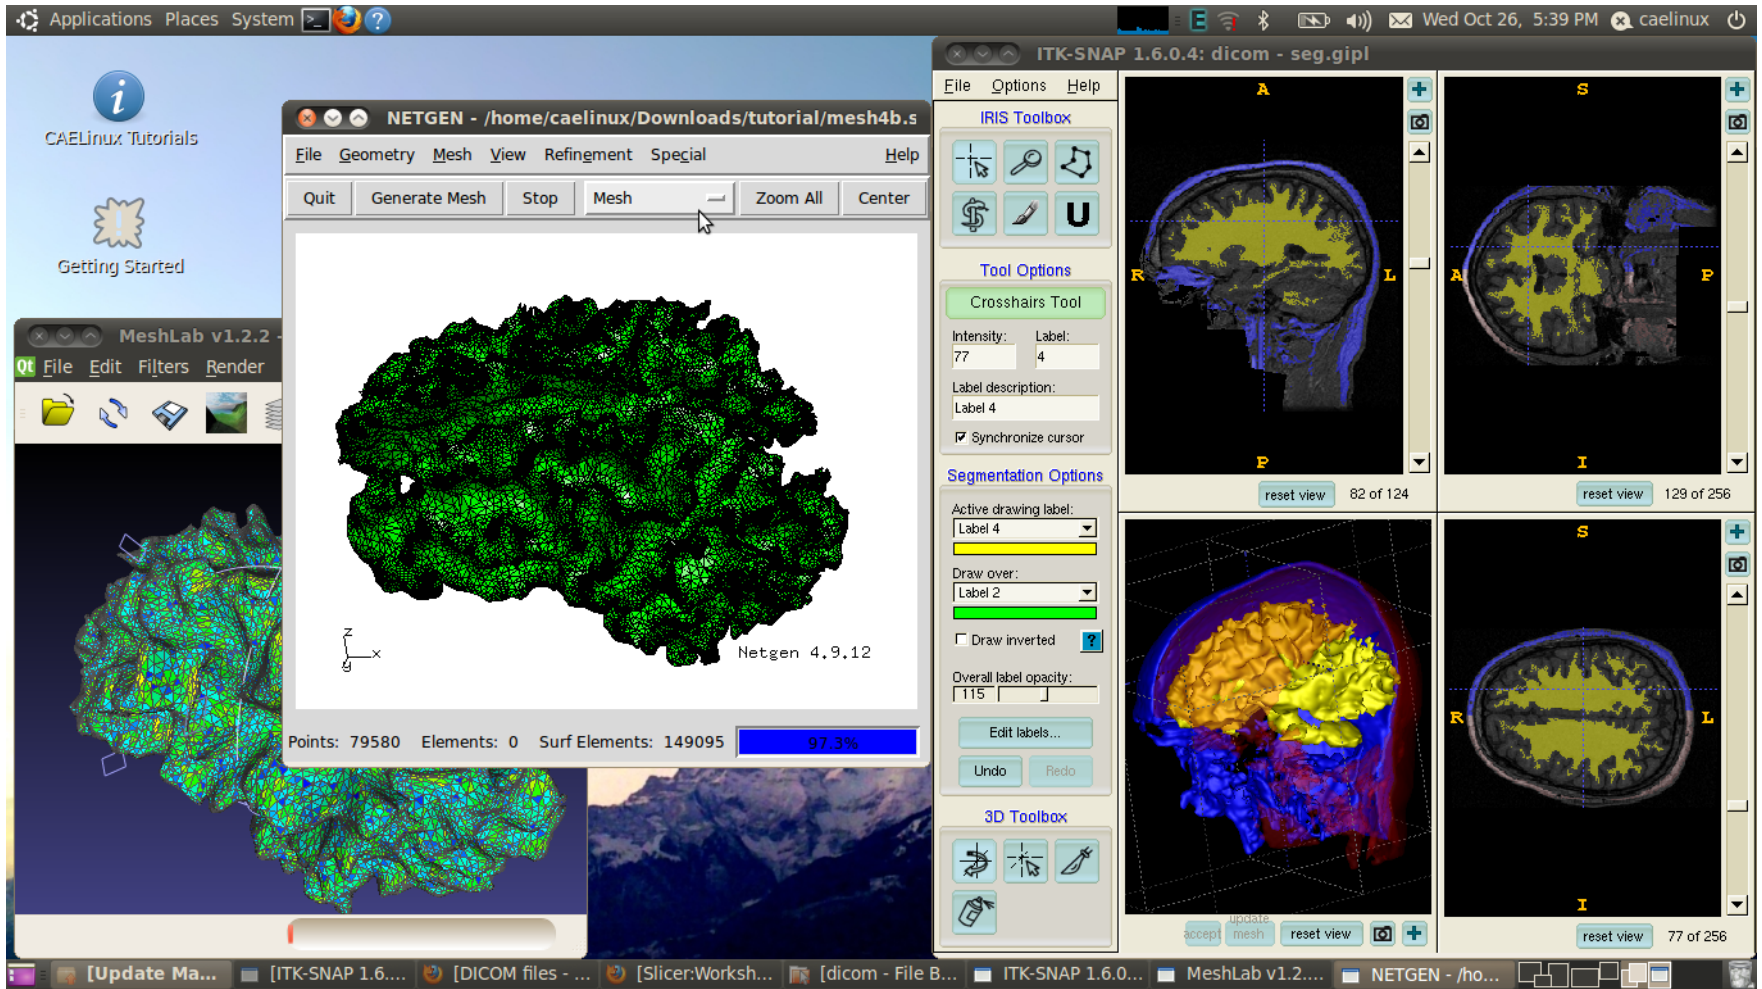 Applications Places System
Wed Oct 26, 5:39 PM caelinux
CAELinux Tutorials
Getting Started
MeshLab v1.2.2 -
Qt File Edit Filters Render
NETGEN - /home/caelinux/Downloads/tutorial/mesh4b.s
File Geometry Mesh View Refinement Special Help
Quit Generate Mesh Stop Mesh Zoom All Center
z
x
y
Netgen 4.9.12
Points: 79580 Elements: 0 Surf Elements: 149095 97.3%
ITK-SNAP 1.6.0.4: dicom - seg.gipl
File Options Help
IRIS Toolbox
Tool Options
Crosshairs Tool
Intensity: Label:
77 4
Label description:
Label 4
Synchronize cursor
Segmentation Options
Active drawing label:
Label 4
Draw over:
Label 2
Draw inverted ?
Overall label opacity:
115
Edit labels...
Undo Redo
3D Toolbox
A
R L
P
reset view 82 of 124
S
A P
I
reset view 129 of 256
accept update mesh reset view
S
R L
I
reset view 77 of 256
[Update Ma... [ITK-SNAP 1.6.... [DICOM files - ... [Slicer:Worksh... [dicom - File B... ITK-SNAP 1.6.0... MeshLab v1.2.... NETGEN - /ho...